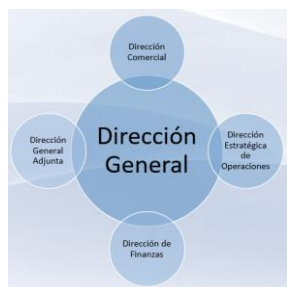 Dirección
Comercial
Dirección
General
Adjunta
Dirección
General
Dirección
Estratégica
de
Operaciones
Dirección de
Finanzas